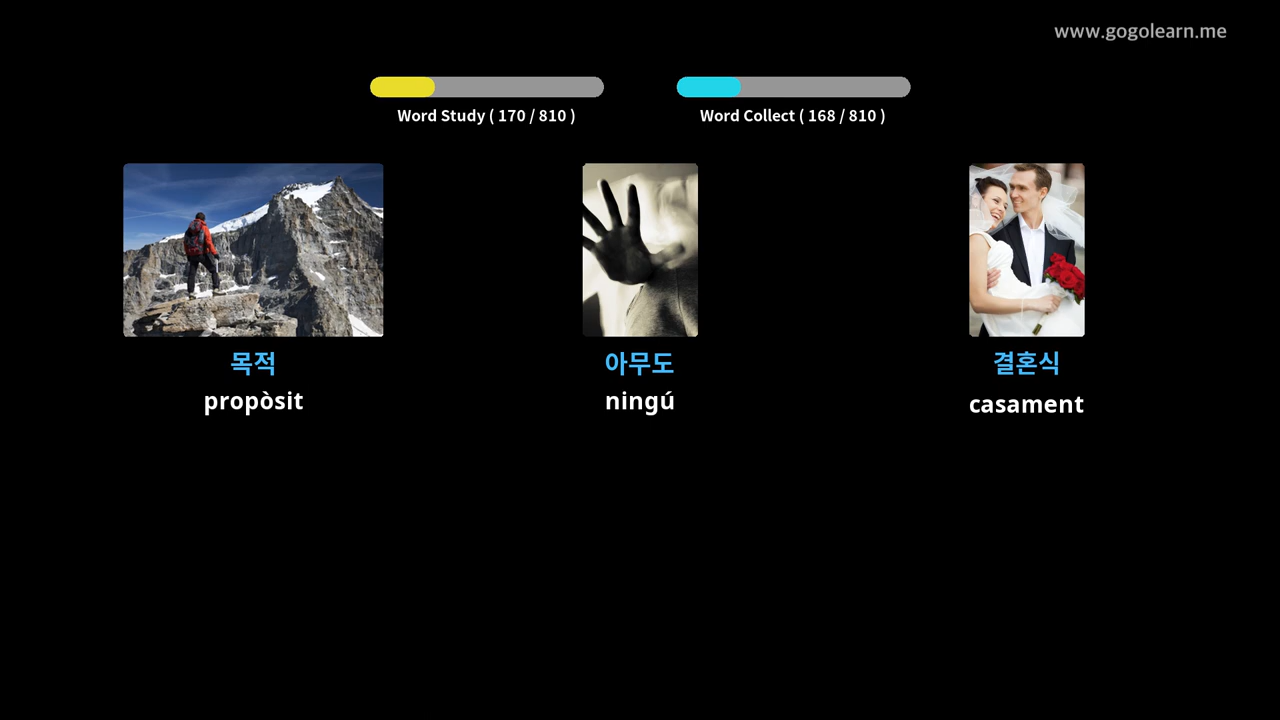 www.gogolearn.me
Word Study ( 170 / 810 )
Word Collect ( 168 / 810 )
목적
propòsit
아무도
ningú
결혼식
casament